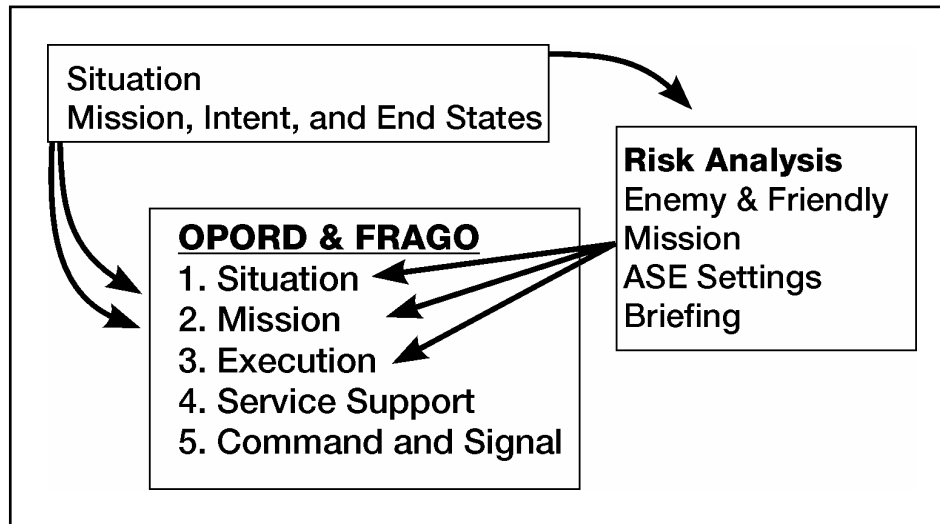 Situation
Mission, Intent, and End States
Risk Analysis
Enemy & Friendly
Mission
ASE Settings
Briefing
OPORD & FRAGO
1. Situation
2. Mission
3. Execution
4. Service Support
5. Command and Signal